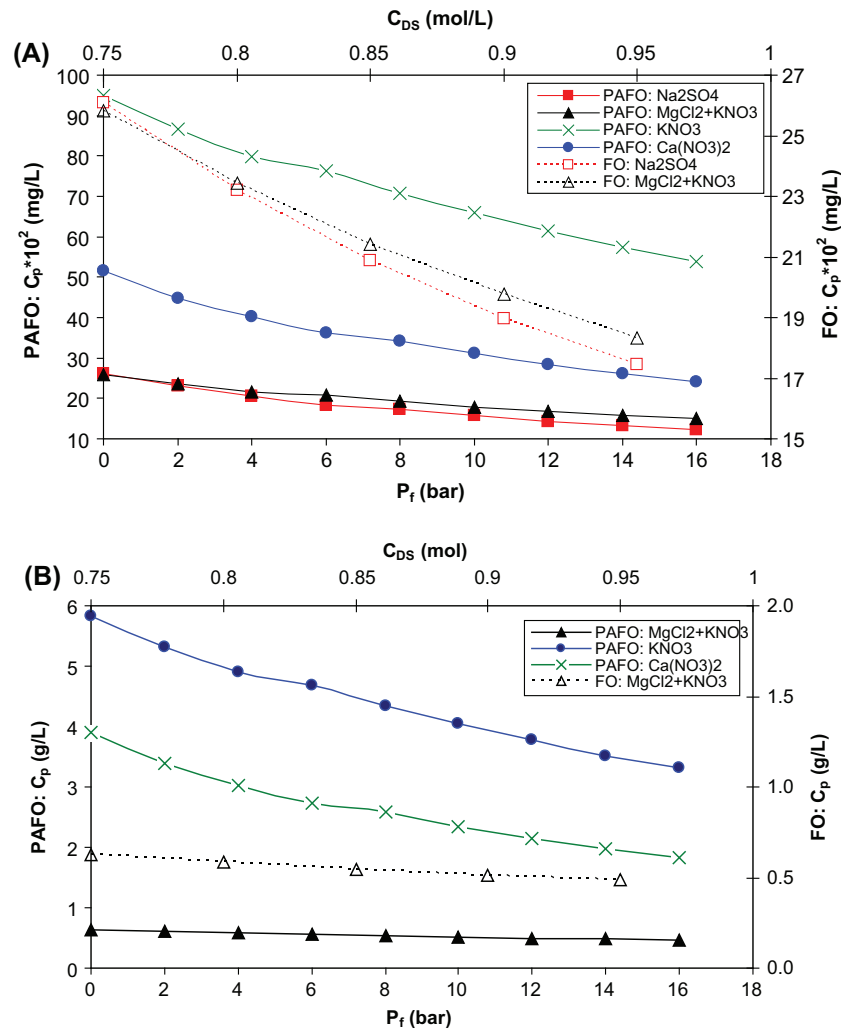 C_DS (mol/L)
(A)
0.75 0.8 0.85 0.9 0.95 1
100 90 80 70 60 50 40 30 20 10
27 25 23 21 19 17 15
PAFO: C_p*10^2 (mg/L)
FO: C_p*10^2 (mg/L)
PAFO: Na2SO4
PAFO: MgCl2+KNO3
PAFO: KNO3
PAFO: Ca(NO3)2
FO: Na2SO4
FO: MgCl2+KNO3
0 2 4 6 8 10 12 14 16 18
P_f (bar)
C_DS (mol)
(B)
0.75 0.8 0.85 0.9 0.95 1
6 5 4 3 2 1 0
2.0 1.5 1.0 0.5 0.0
PAFO: C_p (g/L)
FO: C_p (g/L)
PAFO: MgCl2+KNO3
PAFO: KNO3
PAFO: Ca(NO3)2
FO: MgCl2+KNO3
0 2 4 6 8 10 12 14 16 18
P_f (bar)